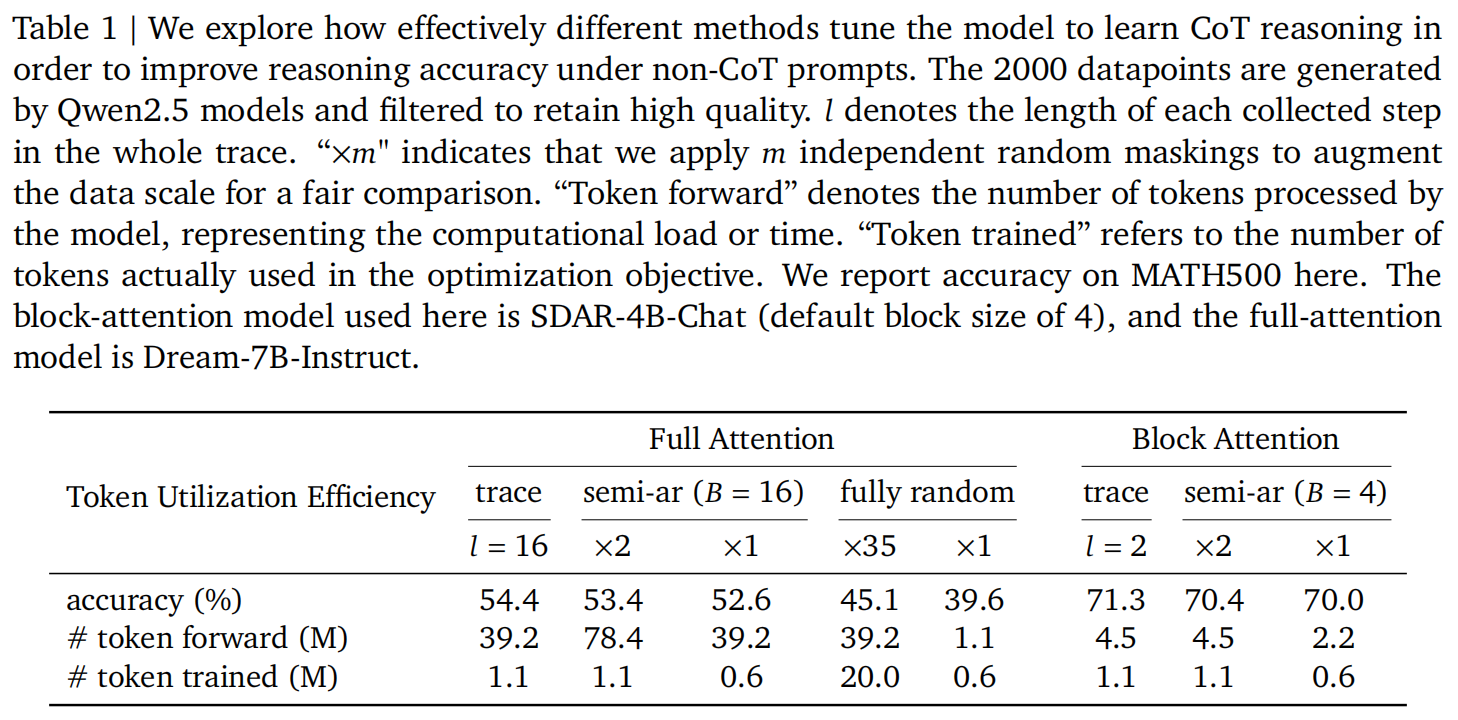 Table 1 | We explore how effectively different methods tune the model to learn CoT reasoning in
order to improve reasoning accuracy under non-CoT prompts. The 2000 datapoints are generated
by Qwen2.5 models and filtered to retain high quality. l denotes the length of each collected step
in the whole trace. “×m" indicates that we apply m independent random maskings to augment
the data scale for a fair comparison. “Token forward” denotes the number of tokens processed by
the model, representing the computational load or time. “Token trained” refers to the number of
tokens actually used in the optimization objective. We report accuracy on MATH500 here. The
block-attention model used here is SDAR-4B-Chat (default block size of 4), and the full-attention
model is Dream-7B-Instruct.
Full Attention Block Attention
Token Utilization Efficiency trace semi-ar (B = 16) fully random trace semi-ar (B = 4)
l = 16 ×2 ×1 ×35 ×1 l = 2 ×2 ×1
accuracy (%) 54.4 53.4 52.6 45.1 39.6 71.3 70.4 70.0
# token forward (M) 39.2 78.4 39.2 39.2 1.1 4.5 4.5 2.2
# token trained (M) 1.1 1.1 0.6 20.0 0.6 1.1 1.1 0.6